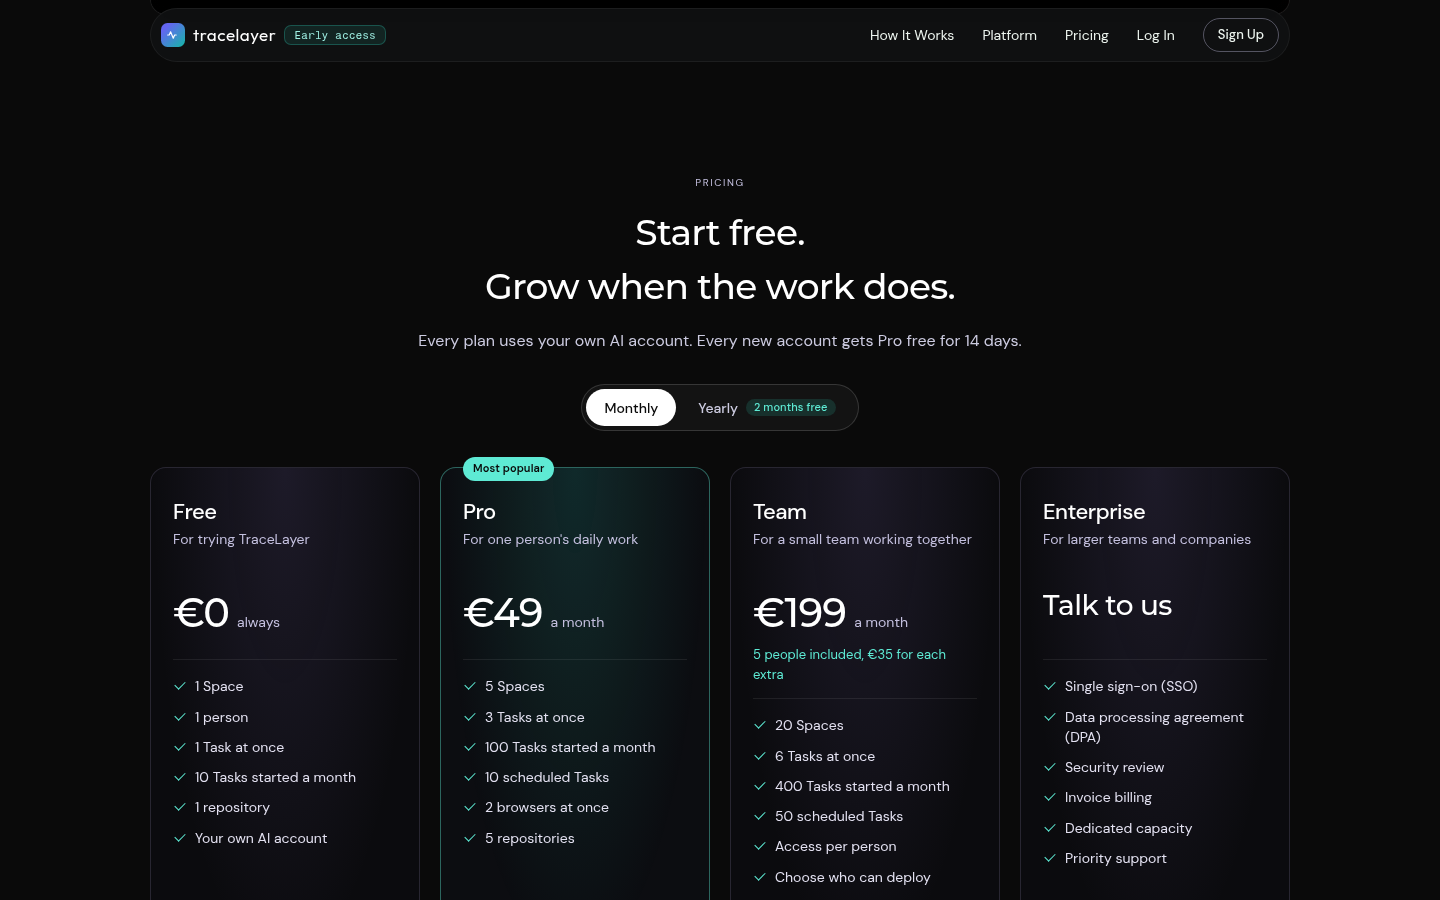 tracelayer
Early access
How It Works
Platform
Pricing
Log In
Sign Up
PRICING
Start free.
Grow when the work does.
Every plan uses your own AI account. Every new account gets Pro free for 14 days.
Monthly
Yearly
2 months free
Free
For trying TraceLayer
€0 always
1 Space
1 person
1 Task at once
10 Tasks started a month
1 repository
Your own AI account
Most popular
Pro
For one person's daily work
€49 a month
5 Spaces
3 Tasks at once
100 Tasks started a month
10 scheduled Tasks
2 browsers at once
5 repositories
Team
For a small team working together
€199 a month
5 people included, €35 for each
extra
20 Spaces
6 Tasks at once
400 Tasks started a month
50 scheduled Tasks
Access per person
Choose who can deploy
Enterprise
For larger teams and companies
Talk to us
Single sign-on (SSO)
Data processing agreement
(DPA)
Security review
Invoice billing
Dedicated capacity
Priority support